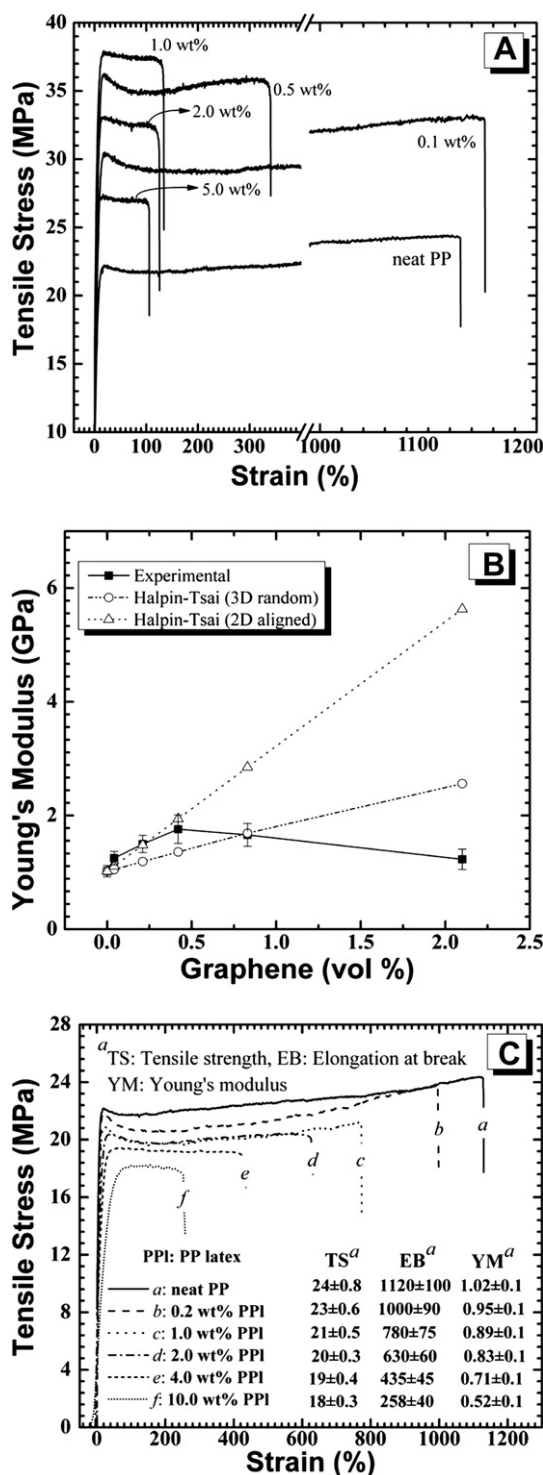 A
40
35
30
25
20
15
10
Tensile Stress (MPa)
1.0 wt%
0.5 wt%
2.0 wt%
5.0 wt%
0.1 wt%
neat PP
0 100 200 300 1000 1100 1200
Strain (%)
B
Experimental
Halpin-Tsai (3D random)
Halpin-Tsai (2D aligned)
6
4
2
0
Young's Modulus (GPa)
0.0 0.5 1.0 1.5 2.0 2.5
Graphene (vol %)
C
28
24
20
16
12
8
4
0
Tensile Stress (MPa)
aTS: Tensile strength, EB: Elongation at break
YM: Young's modulus
b a
f e d c
PPl: PP latex TSa EBa YMa
a: neat PP 24±0.8 1120±100 1.02±0.1
b: 0.2 wt% PPl 23±0.6 1000±90 0.95±0.1
c: 1.0 wt% PPl 21±0.5 780±75 0.89±0.1
d: 2.0 wt% PPl 20±0.3 630±60 0.83±0.1
e: 4.0 wt% PPl 19±0.4 435±45 0.71±0.1
f: 10.0 wt% PPl 18±0.3 258±40 0.52±0.1
0 200 400 600 800 1000 1200
Strain (%)